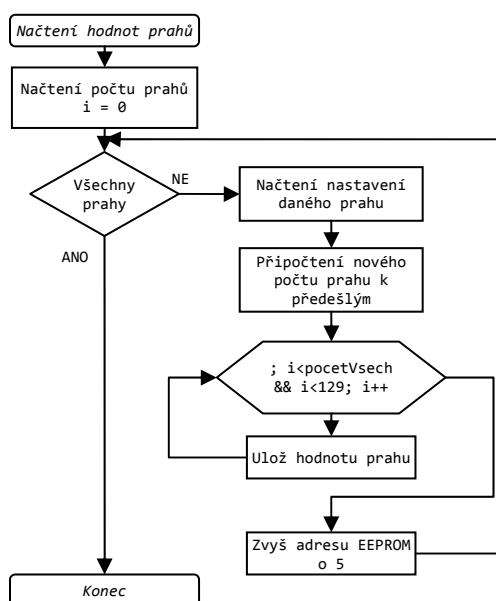 Načtení hodnot prahů
Načtení počtu prahů
i = 0
Všechny
prahy
NE
Načtení nastavení
daného prahu
ANO
Připočtení nového
počtu prahu k
předešlým
; i<pocetVsech
&& i<129; i++
Ulož hodnotu prahu
Zvyš adresu EEPROM
o 5
Konec